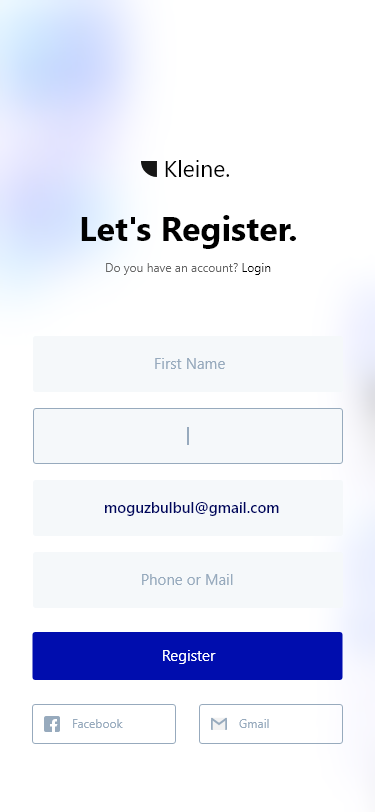 Kleine.
Let's Register.
Do you have an account? Login
First Name
moguzbulbul@gmail.com
Phone or Mail
Register
Facebook
Gmail